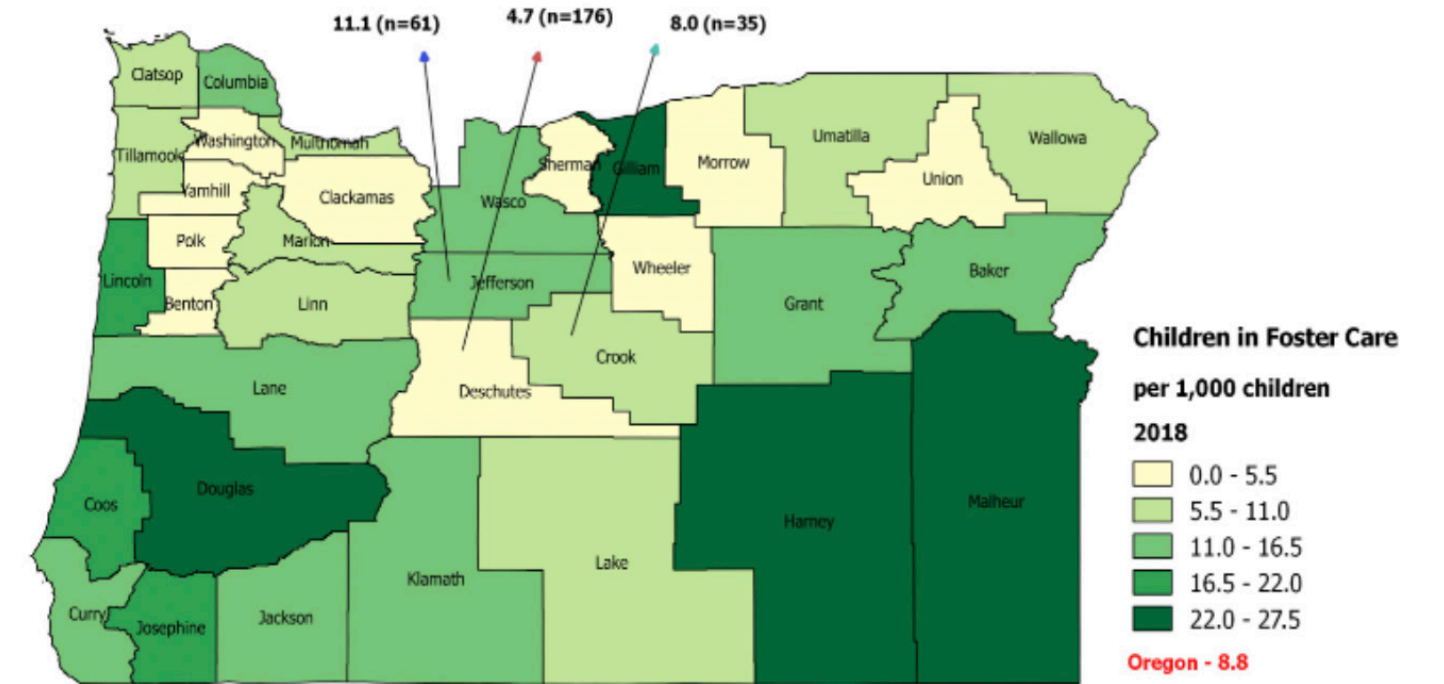 11.1 (n=61)
4.7 (n=176)
8.0 (n=35)
Clatsop
Columbia
Tillamook
Washington
Multnomah
Yamhill
Clackamas
Polk
Marion
Lincoln
Benton
Linn
Wasco
Sherman
Gilliam
Morrow
Umatilla
Union
Wallowa
Jefferson
Wheeler
Grant
Baker
Crook
Deschutes
Lane
Douglas
Coos
Curry
Josephine
Jackson
Klamath
Lake
Harney
Malheur
Children in Foster Care
per 1,000 children
2018
0.0 - 5.5
5.5 - 11.0
11.0 - 16.5
16.5 - 22.0
22.0 - 27.5
Oregon - 8.8